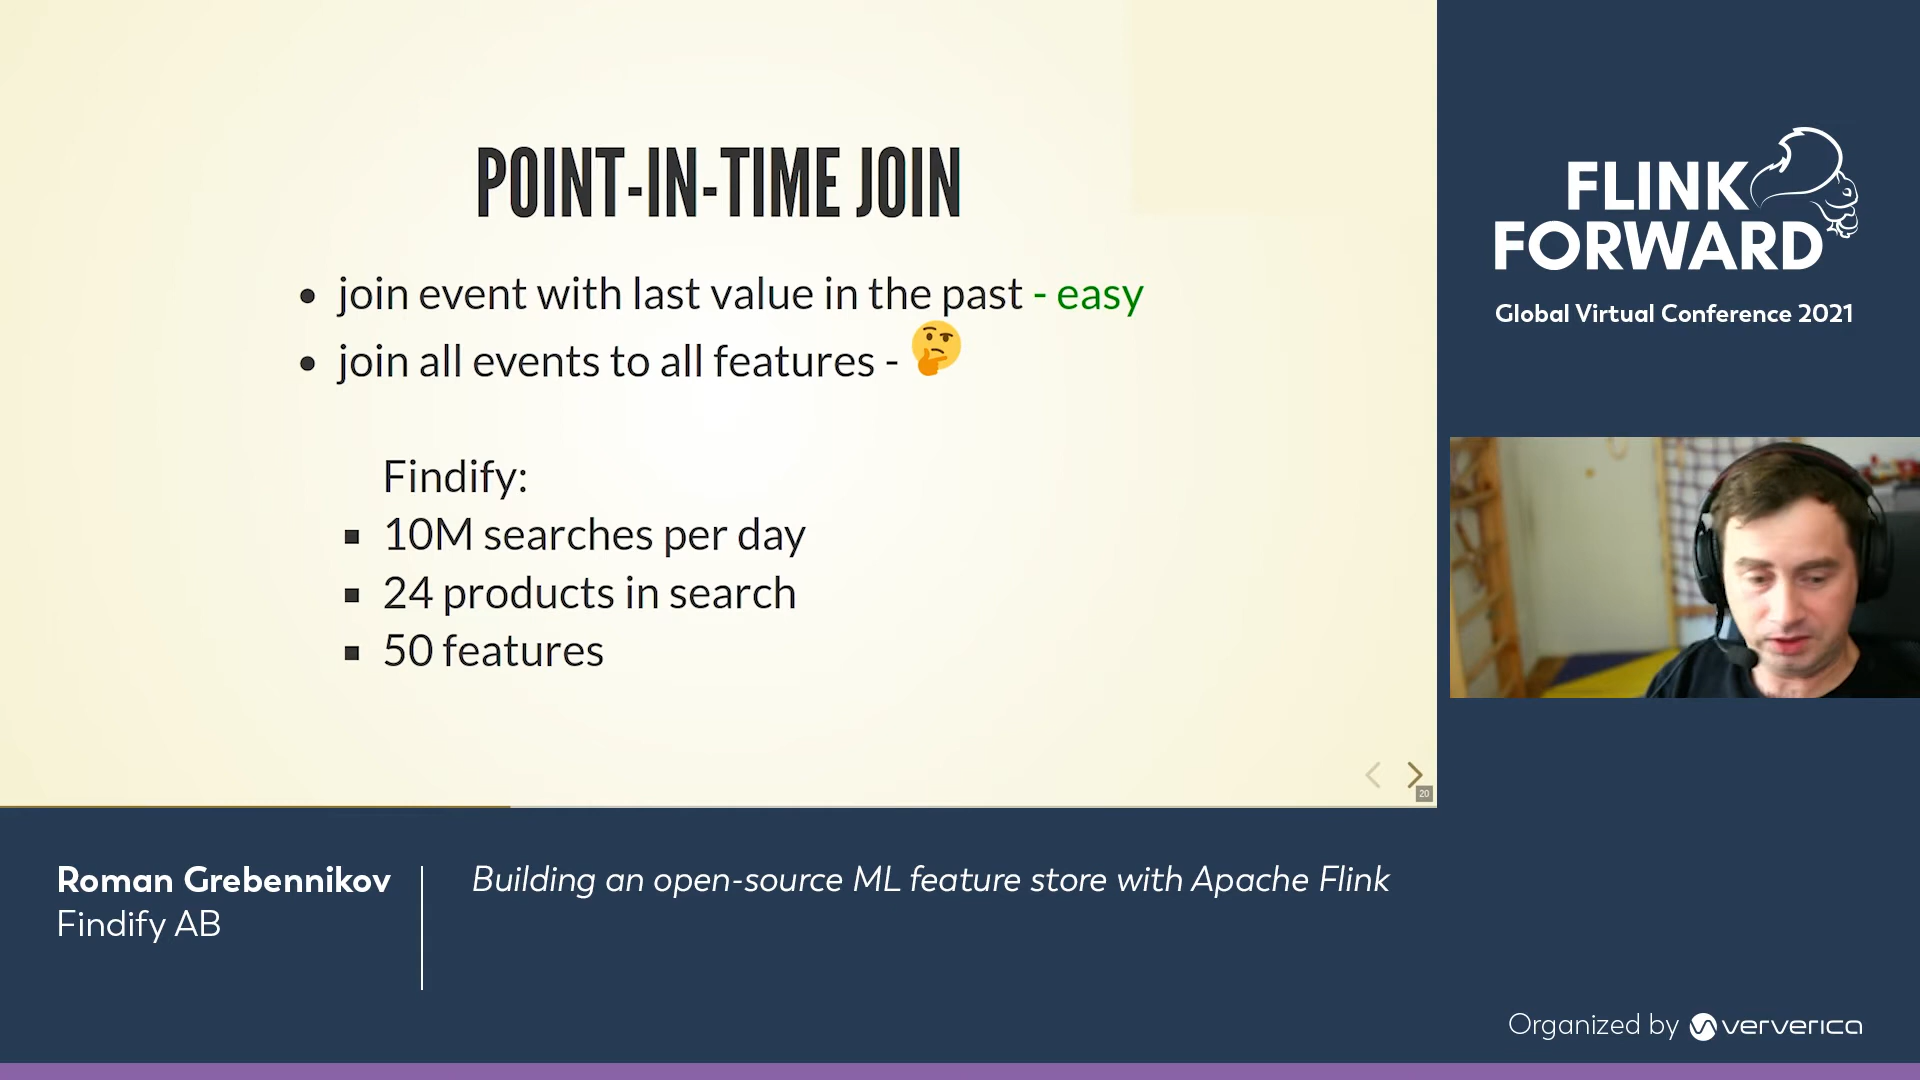 POINT-IN-TIME JOIN
• join event with last value in the past - easy
• join all events to all features - 🤔
Findify:
▪ 10M searches per day
▪ 24 products in search
▪ 50 features
20
FLINK
FORWARD
Global Virtual Conference 2021
Roman Grebennikov
Findify AB
Building an open-source ML feature store with Apache Flink
Organized by ververica